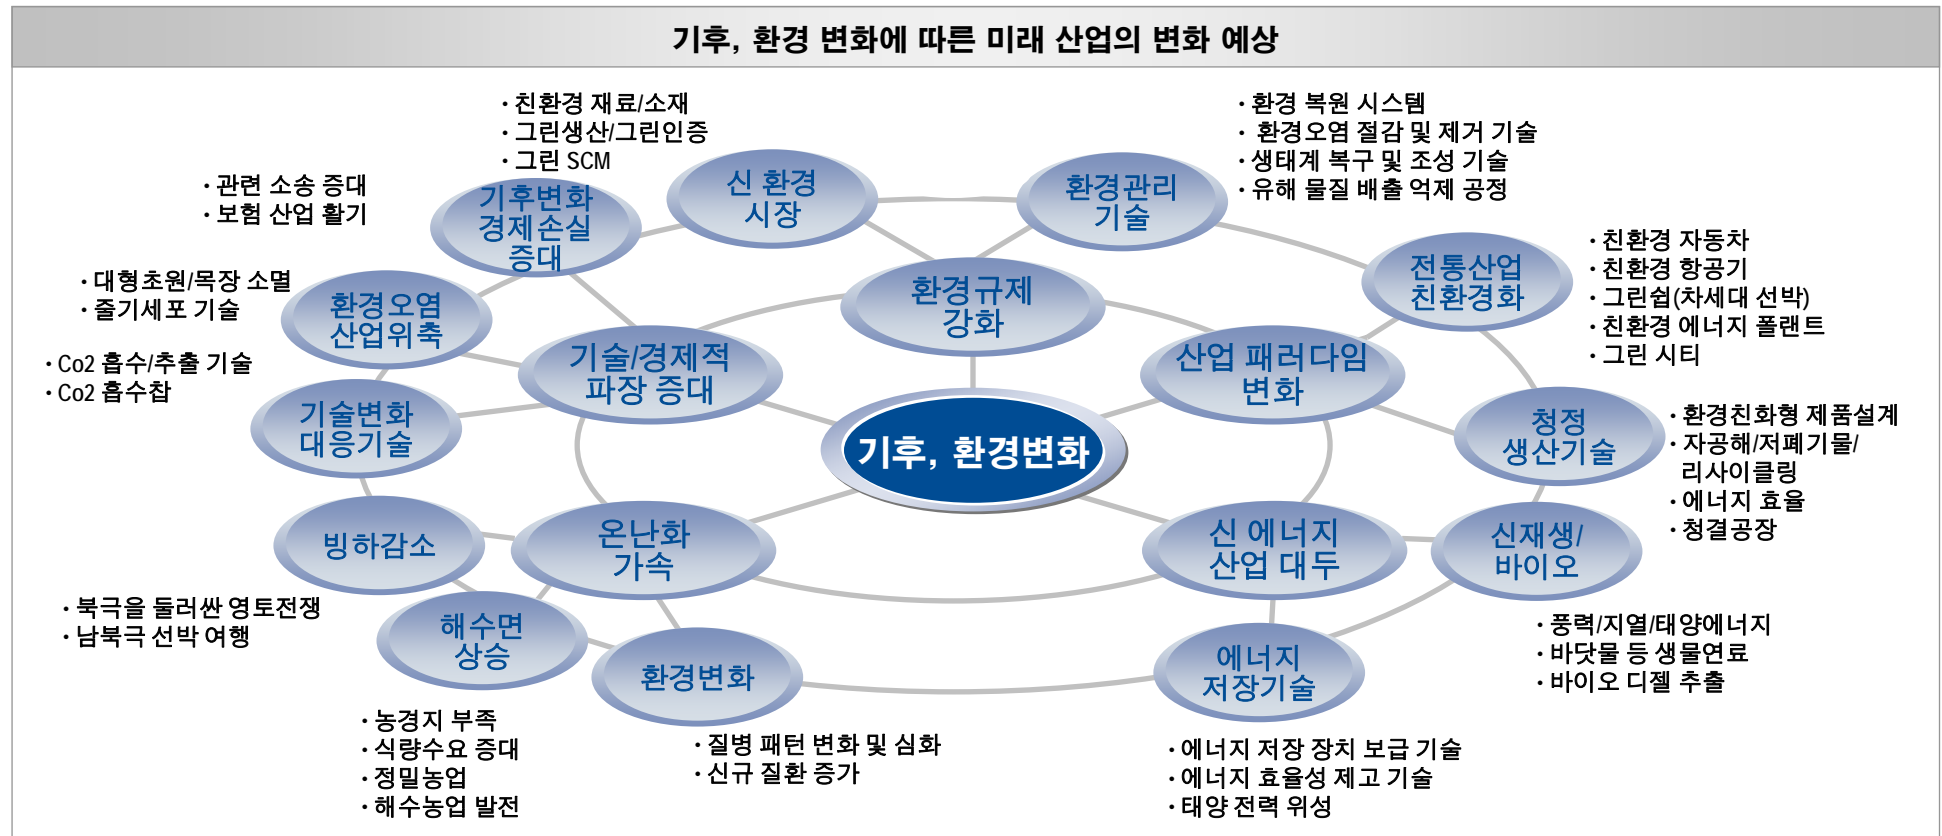 기후, 환경 변화에 따른 미래 산업의 변화 예상
· 친환경 재료/소재
· 그린생산/그린인증
· 그린 SCM
· 환경 복원 시스템
· 환경오염 절감 및 제거 기술
· 생태계 복구 및 조성 기술
· 유해 물질 배출 억제 공정
· 관련 소송 증대
· 보험 산업 활기
기후변화
경제손실
증대
신 환경
시장
환경관리
기술
전통산업
친환경화
· 친환경 자동차
· 친환경 항공기
· 그린쉽(차세대 선박)
· 친환경 에너지 폴랜트
· 그린 시티
· 대형초원/목장 소멸
· 줄기세포 기술
환경오염
산업위축
환경규제
강화
기술/경제적
파장 증대
산업 패러다임
변화
· Co2 흡수/추출 기술
· Co2 흡수찹
기술변화
대응기술
기후, 환경변화
청정
생산기술
· 환경친화형 제품설계
· 자공해/저폐기물/
리사이클링
· 에너지 효율
· 청결공장
빙하감소
온난화
가속
신 에너지
산업 대두
신재생/
바이오
· 북극을 둘러싼 영토전쟁
· 남북극 선박 여행
해수면
상승
환경변화
에너지
저장기술
· 풍력/지열/태양에너지
· 바닷물 등 생물연료
· 바이오 디젤 추출
· 농경지 부족
· 식량수요 증대
· 정밀농업
· 해수농업 발전
· 질병 패턴 변화 및 심화
· 신규 질환 증가
· 에너지 저장 장치 보급 기술
· 에너지 효율성 제고 기술
· 태양 전력 위성